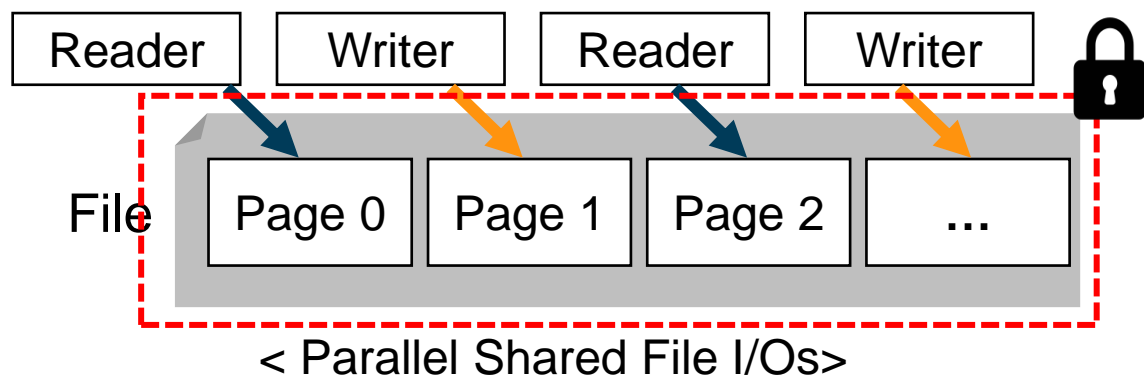 Reader Writer Reader Writer
File Page 0 Page 1 Page 2 ...
< Parallel Shared File I/Os>